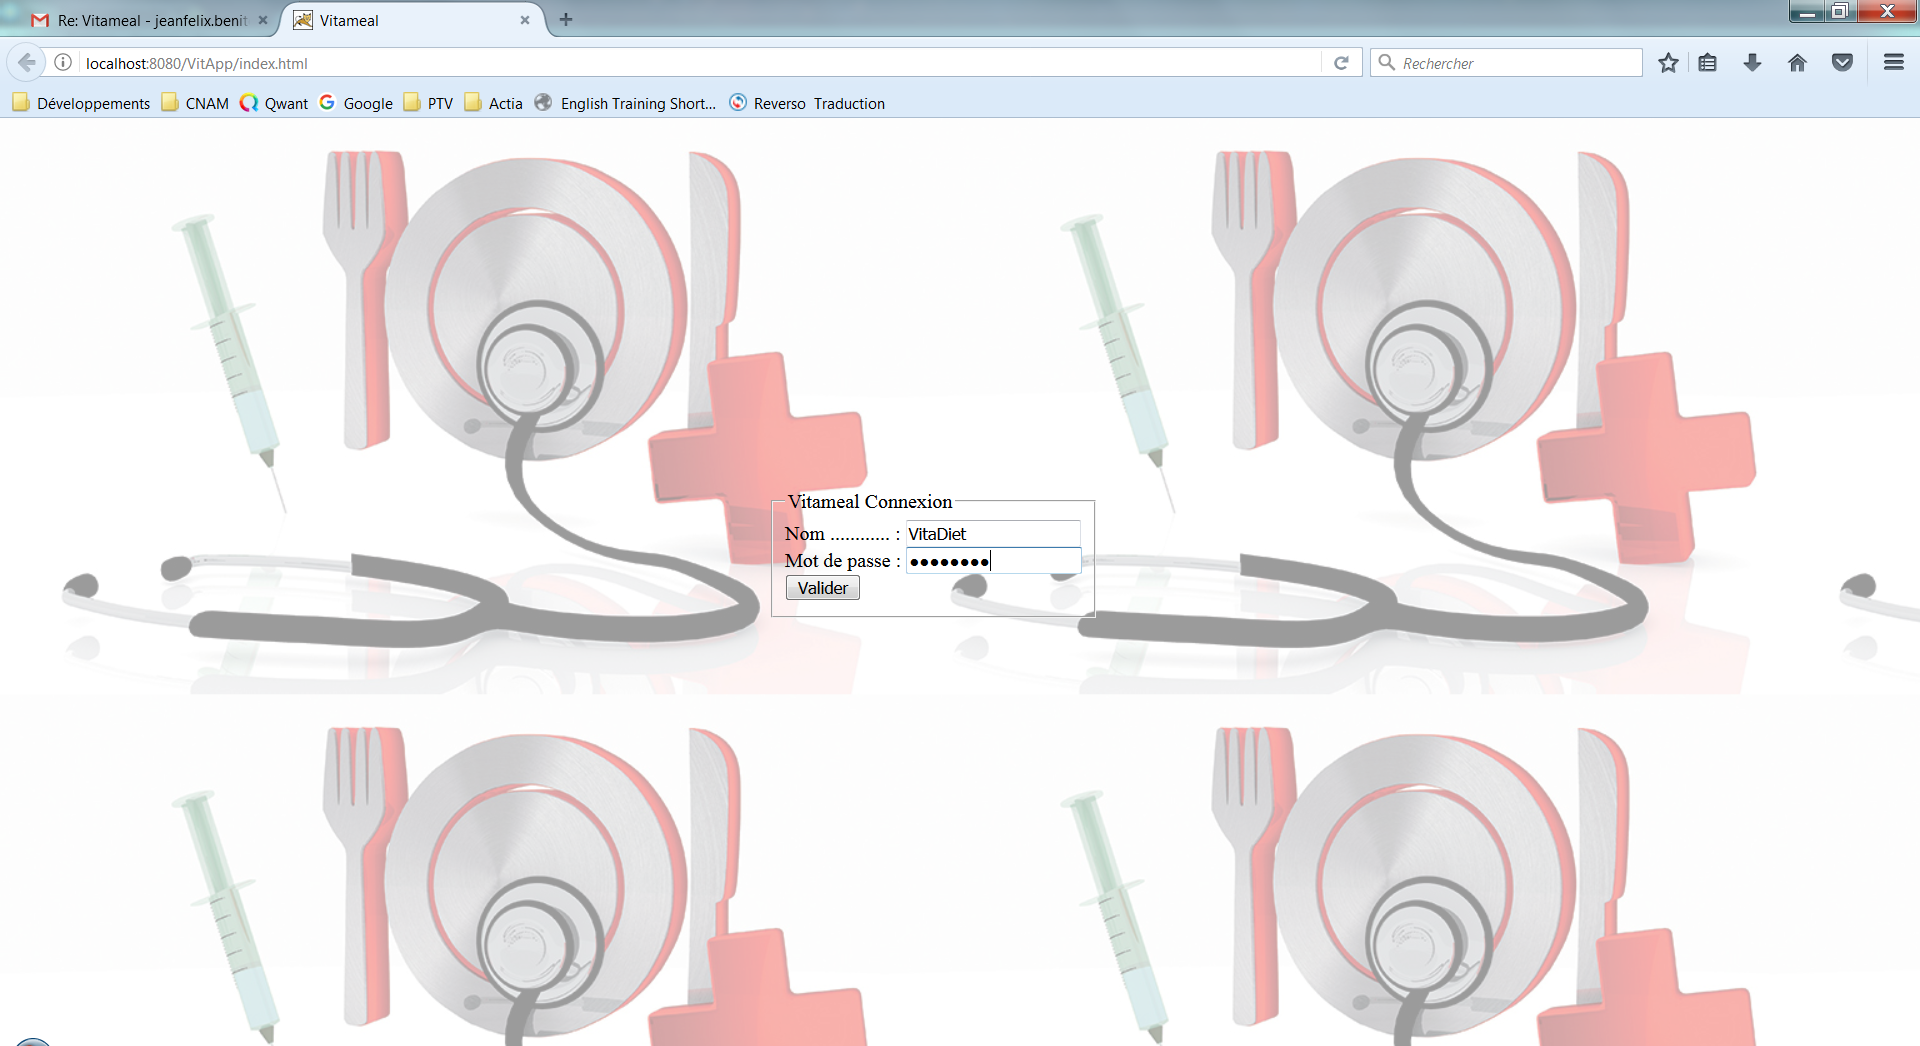 Re: Vitameal - jeanfelix.benit
Vitameal
localhost:8080/VitApp/index.html
Rechercher
Développements CNAM Qwant Google PTV Actia English Training Short... Reverso Traduction
Vitameal Connexion
Nom ............ : VitaDiet
Mot de passe : ●●●●●●●●
Valider